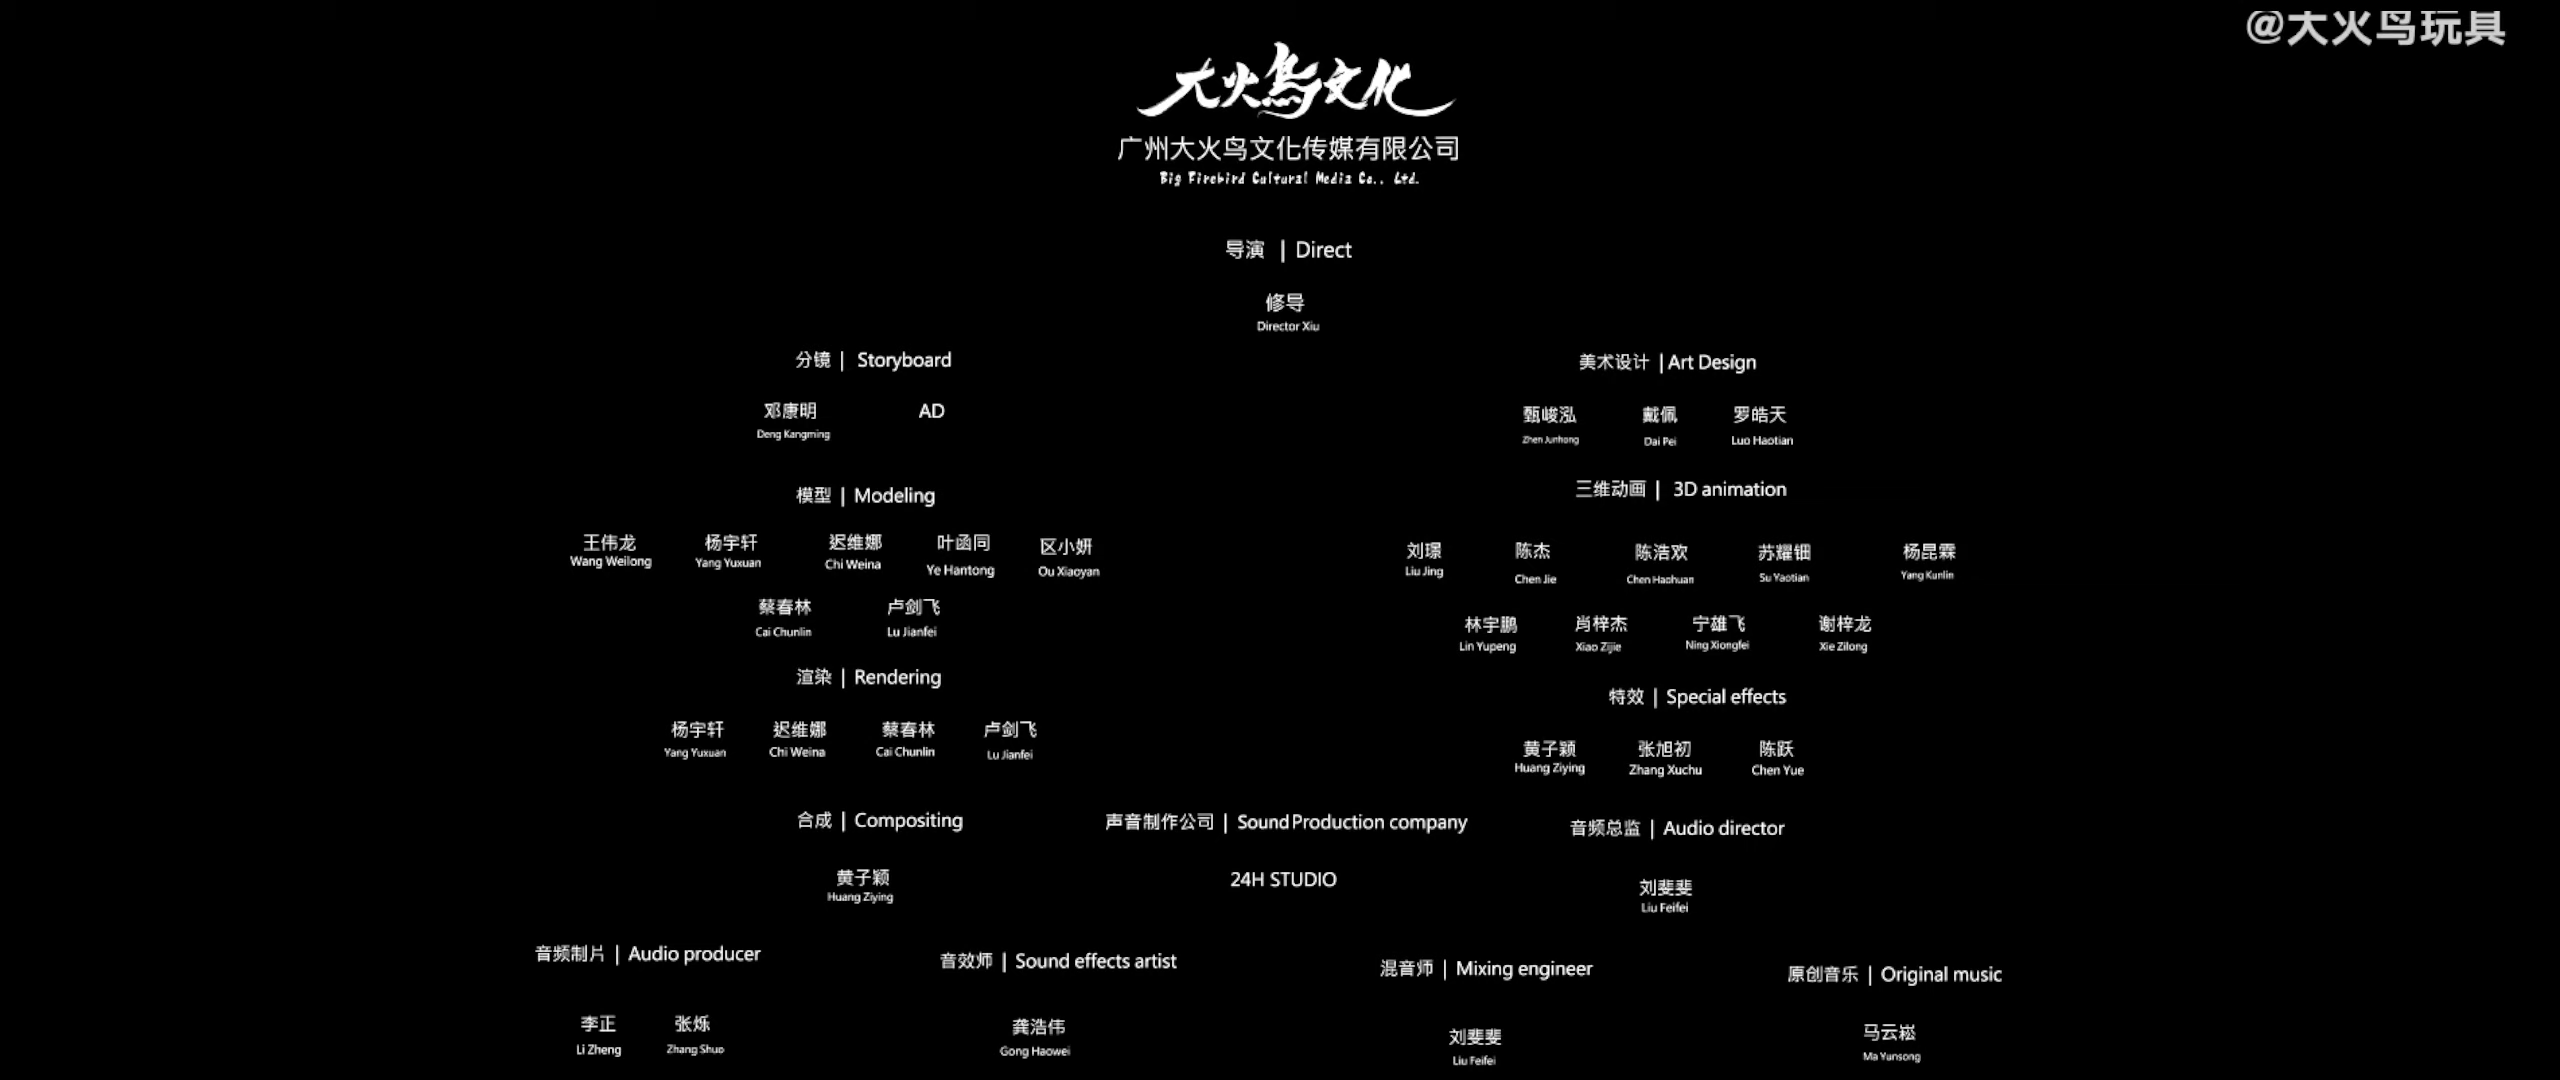 @大火鸟玩具
大火鸟文化
广州大火鸟文化传媒有限公司
Big Firebird Cultural Media Co., Ltd.
导演 | Direct
修导
Director Xiu
分镜 | Storyboard
邓康明 AD
Deng Kangming
美术设计 | Art Design
甄峻泓 戴佩 罗皓天
Zhen Junhong Dai Pei Luo Haotian
模型 | Modeling
王伟龙 杨宇轩 迟维娜 叶函同 区小妍
Wang Weilong Yang Yuxuan Chi Weina Ye Hantong Ou Xiaoyan
蔡春林 卢剑飞
Cai Chunlin Lu Jianfei
三维动画 | 3D animation
刘璟 陈杰 陈浩欢 苏耀钿 杨昆霖
Liu Jing Chen Jie Chen Haohuan Su Yaotian Yang Kunlin
林宇鹏 肖梓杰 宁雄飞 谢梓龙
Lin Yupeng Xiao Zijie Ning Xiongfei Xie Zilong
渲染 | Rendering
杨宇轩 迟维娜 蔡春林 卢剑飞
Yang Yuxuan Chi Weina Cai Chunlin Lu Jianfei
特效 | Special effects
黄子颖 张旭初 陈跃
Huang Ziying Zhang Xuchu Chen Yue
合成 | Compositing
黄子颖
Huang Ziying
声音制作公司 | Sound Production company
24H STUDIO
音频总监 | Audio director
刘斐斐
Liu Feifei
音频制片 | Audio producer
李正 张烁
Li Zheng Zhang Shuo
音效师 | Sound effects artist
龚浩伟
Gong Haowei
混音师 | Mixing engineer
刘斐斐
Liu Feifei
原创音乐 | Original music
马云崧
Ma Yunsong